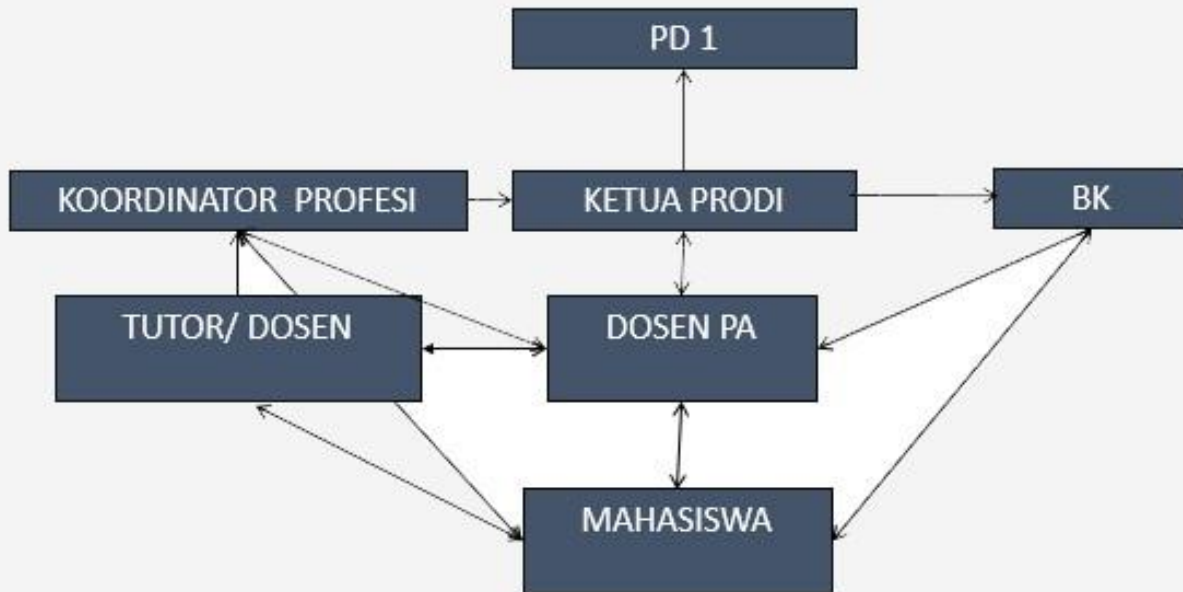 PD 1
KOORDINATOR PROFESI
KETUA PRODI
BK
TUTOR/ DOSEN
DOSEN PA
MAHASISWA